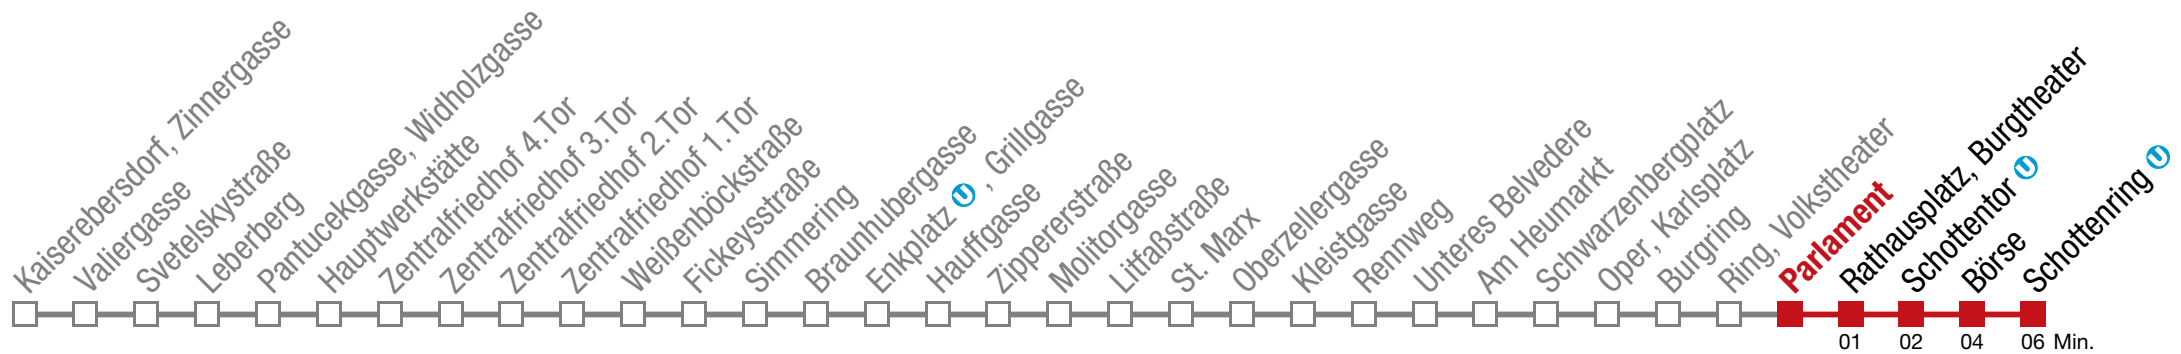 Kaiserebersdorf, Zinnergasse
Valiergasse
Svetelskystraße
Leberberg
Pantucekgasse, Widholzgasse
Hauptwerkstätte
Zentralfriedhof 4.Tor
Zentralfriedhof 3.Tor
Zentralfriedhof 2.Tor
Zentralfriedhof 1.Tor
Weißenböckstraße
Fickeysstraße
Simmering
Braunhubergasse
Enkplatz U , Grillgasse
Hauffgasse
Zippererstraße
Molitorgasse
Litfaßstraße
St. Marx
Oberzellergasse
Kleistgasse
Rennweg
Unteres Belvedere
Am Heumarkt
Schwarzenbergplatz
Oper, Karlsplatz
Burgring
Ring, Volkstheater
Parlament
Rathausplatz, Burgtheater
Schottentor U
Börse
Schottenring U
01 02 04 06 Min.